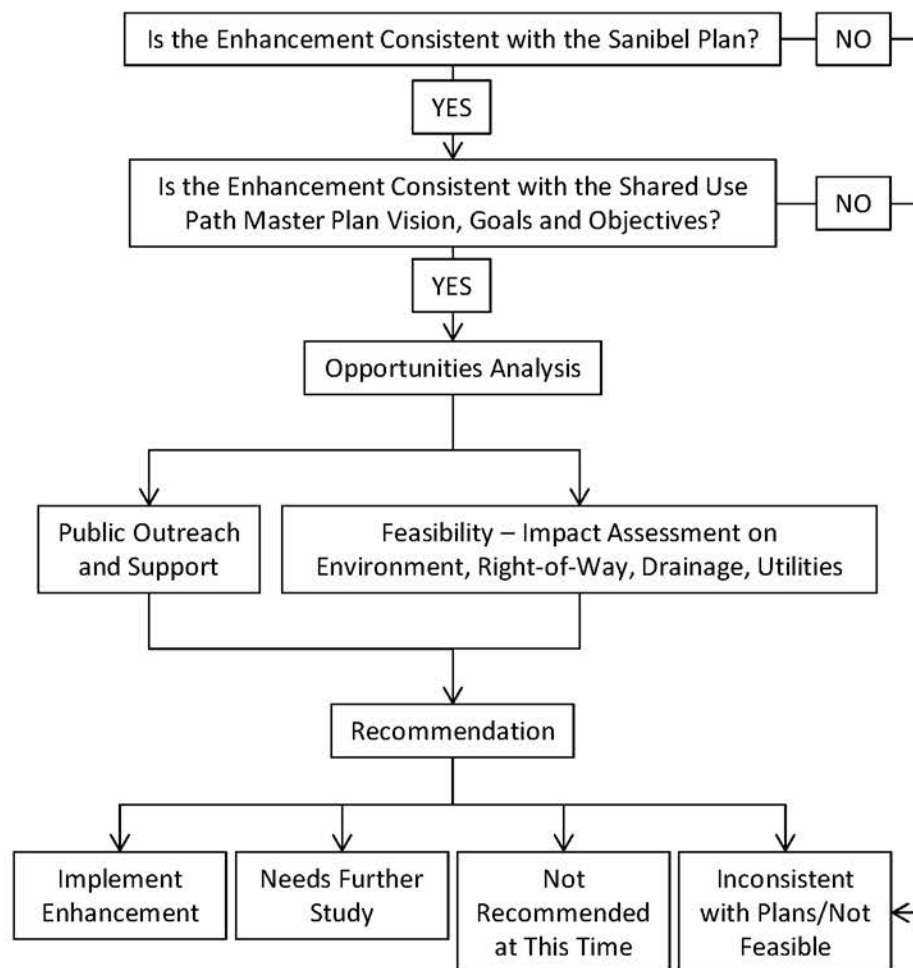 Is the Enhancement Consistent with the Sanibel Plan?
NO
YES
Is the Enhancement Consistent with the Shared Use
Path Master Plan Vision, Goals and Objectives?
NO
YES
Opportunities Analysis
Public Outreach
and Support
Feasibility – Impact Assessment on
Environment, Right-of-Way, Drainage, Utilities
Recommendation
Implement
Enhancement
Needs Further
Study
Not
Recommended
at This Time
Inconsistent
with Plans/Not
Feasible